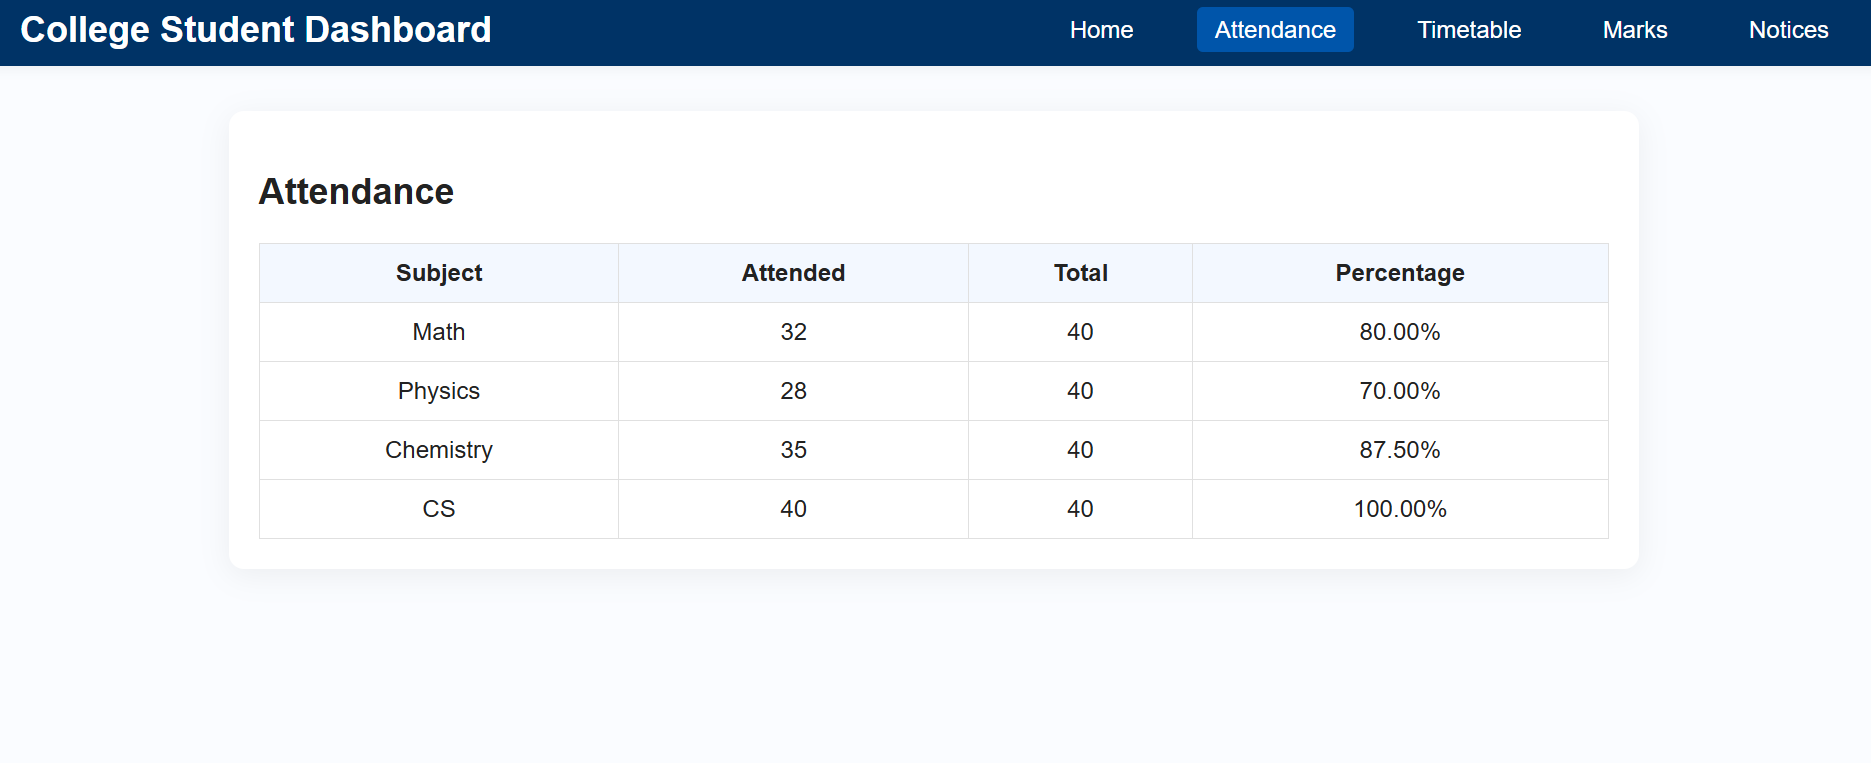 College Student Dashboard Home Attendance Timetable Marks Notices
Attendance
Subject Attended Total Percentage
Math 32 40 80.00%
Physics 28 40 70.00%
Chemistry 35 40 87.50%
CS 40 40 100.00%